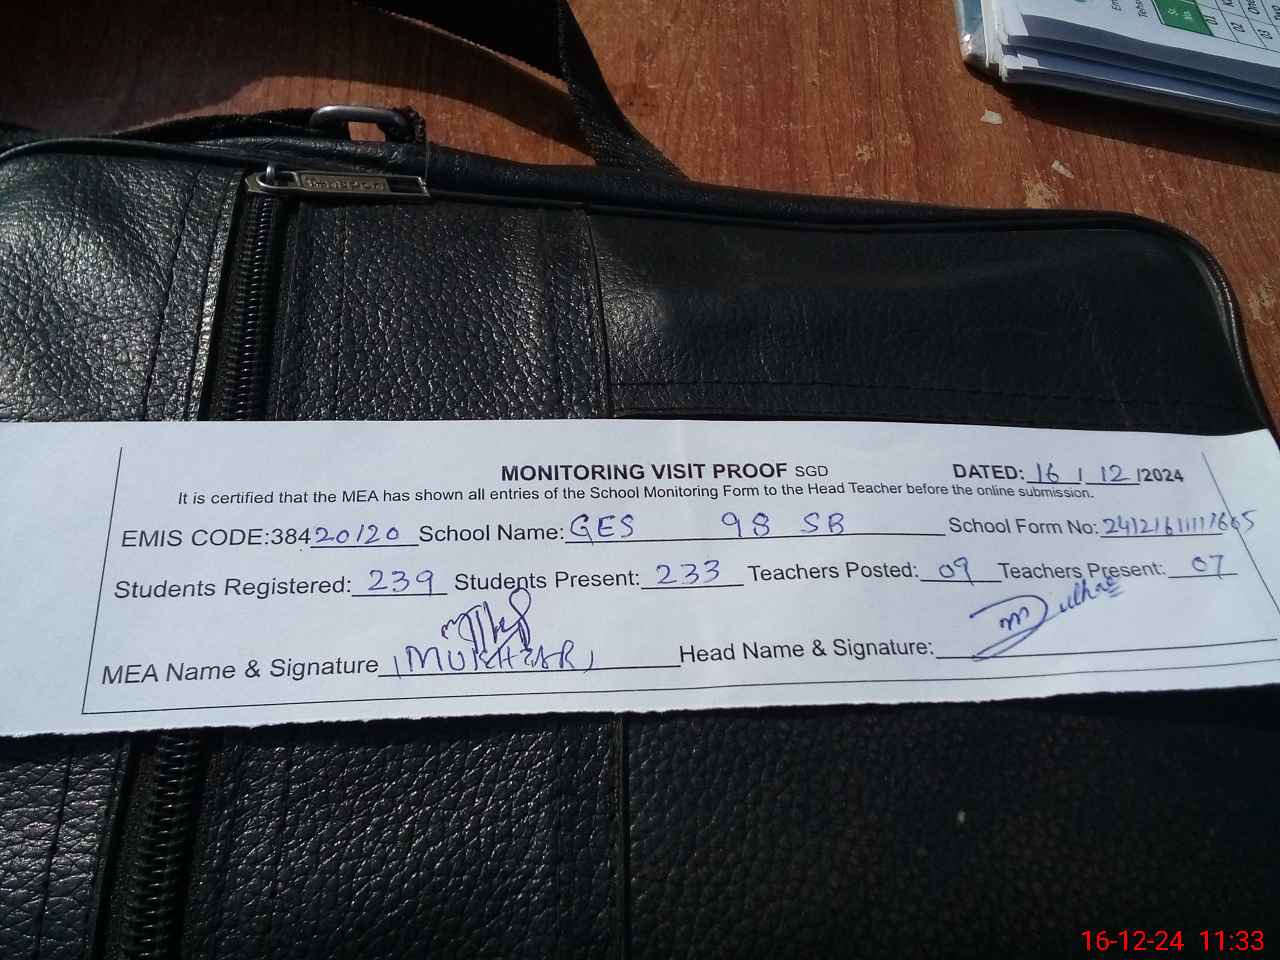 MONITORING VISIT PROOF SGD DATED: 16 / 12 /2024
It is certified that the MEA has shown all entries of the School Monitoring Form to the Head Teacher before the online submission.
EMIS CODE:38420120 School Name: GES 98 SB School Form No:
Students Registered: 239 Students Present: 233 Teachers Posted: 09 Teachers Present: 07
MEA Name & Signature (MUKHTAR) Head Name & Signature:
16-12-24 11:33